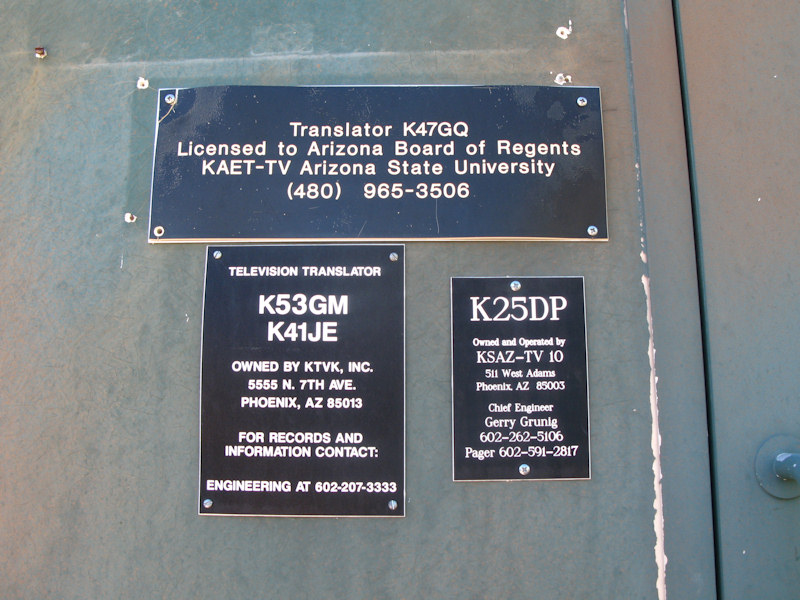 Translator K47GQ
Licensed to Arizona Board of Regents
KAET-TV Arizona State University
(480) 965-3506
TELEVISION TRANSLATOR
K53GM
K41JE
OWNED BY KTVK, INC.
5555 N. 7TH AVE.
PHOENIX, AZ 85013
FOR RECORDS AND
INFORMATION CONTACT:
ENGINEERING AT 602-207-3333
K25DP
Owned and Operated by
KSAZ-TV 10
511 West Adams
Phoenix, AZ 85003
Chief Engineer
Gerry Grunig
602-262-5106
Pager 602-591-2817